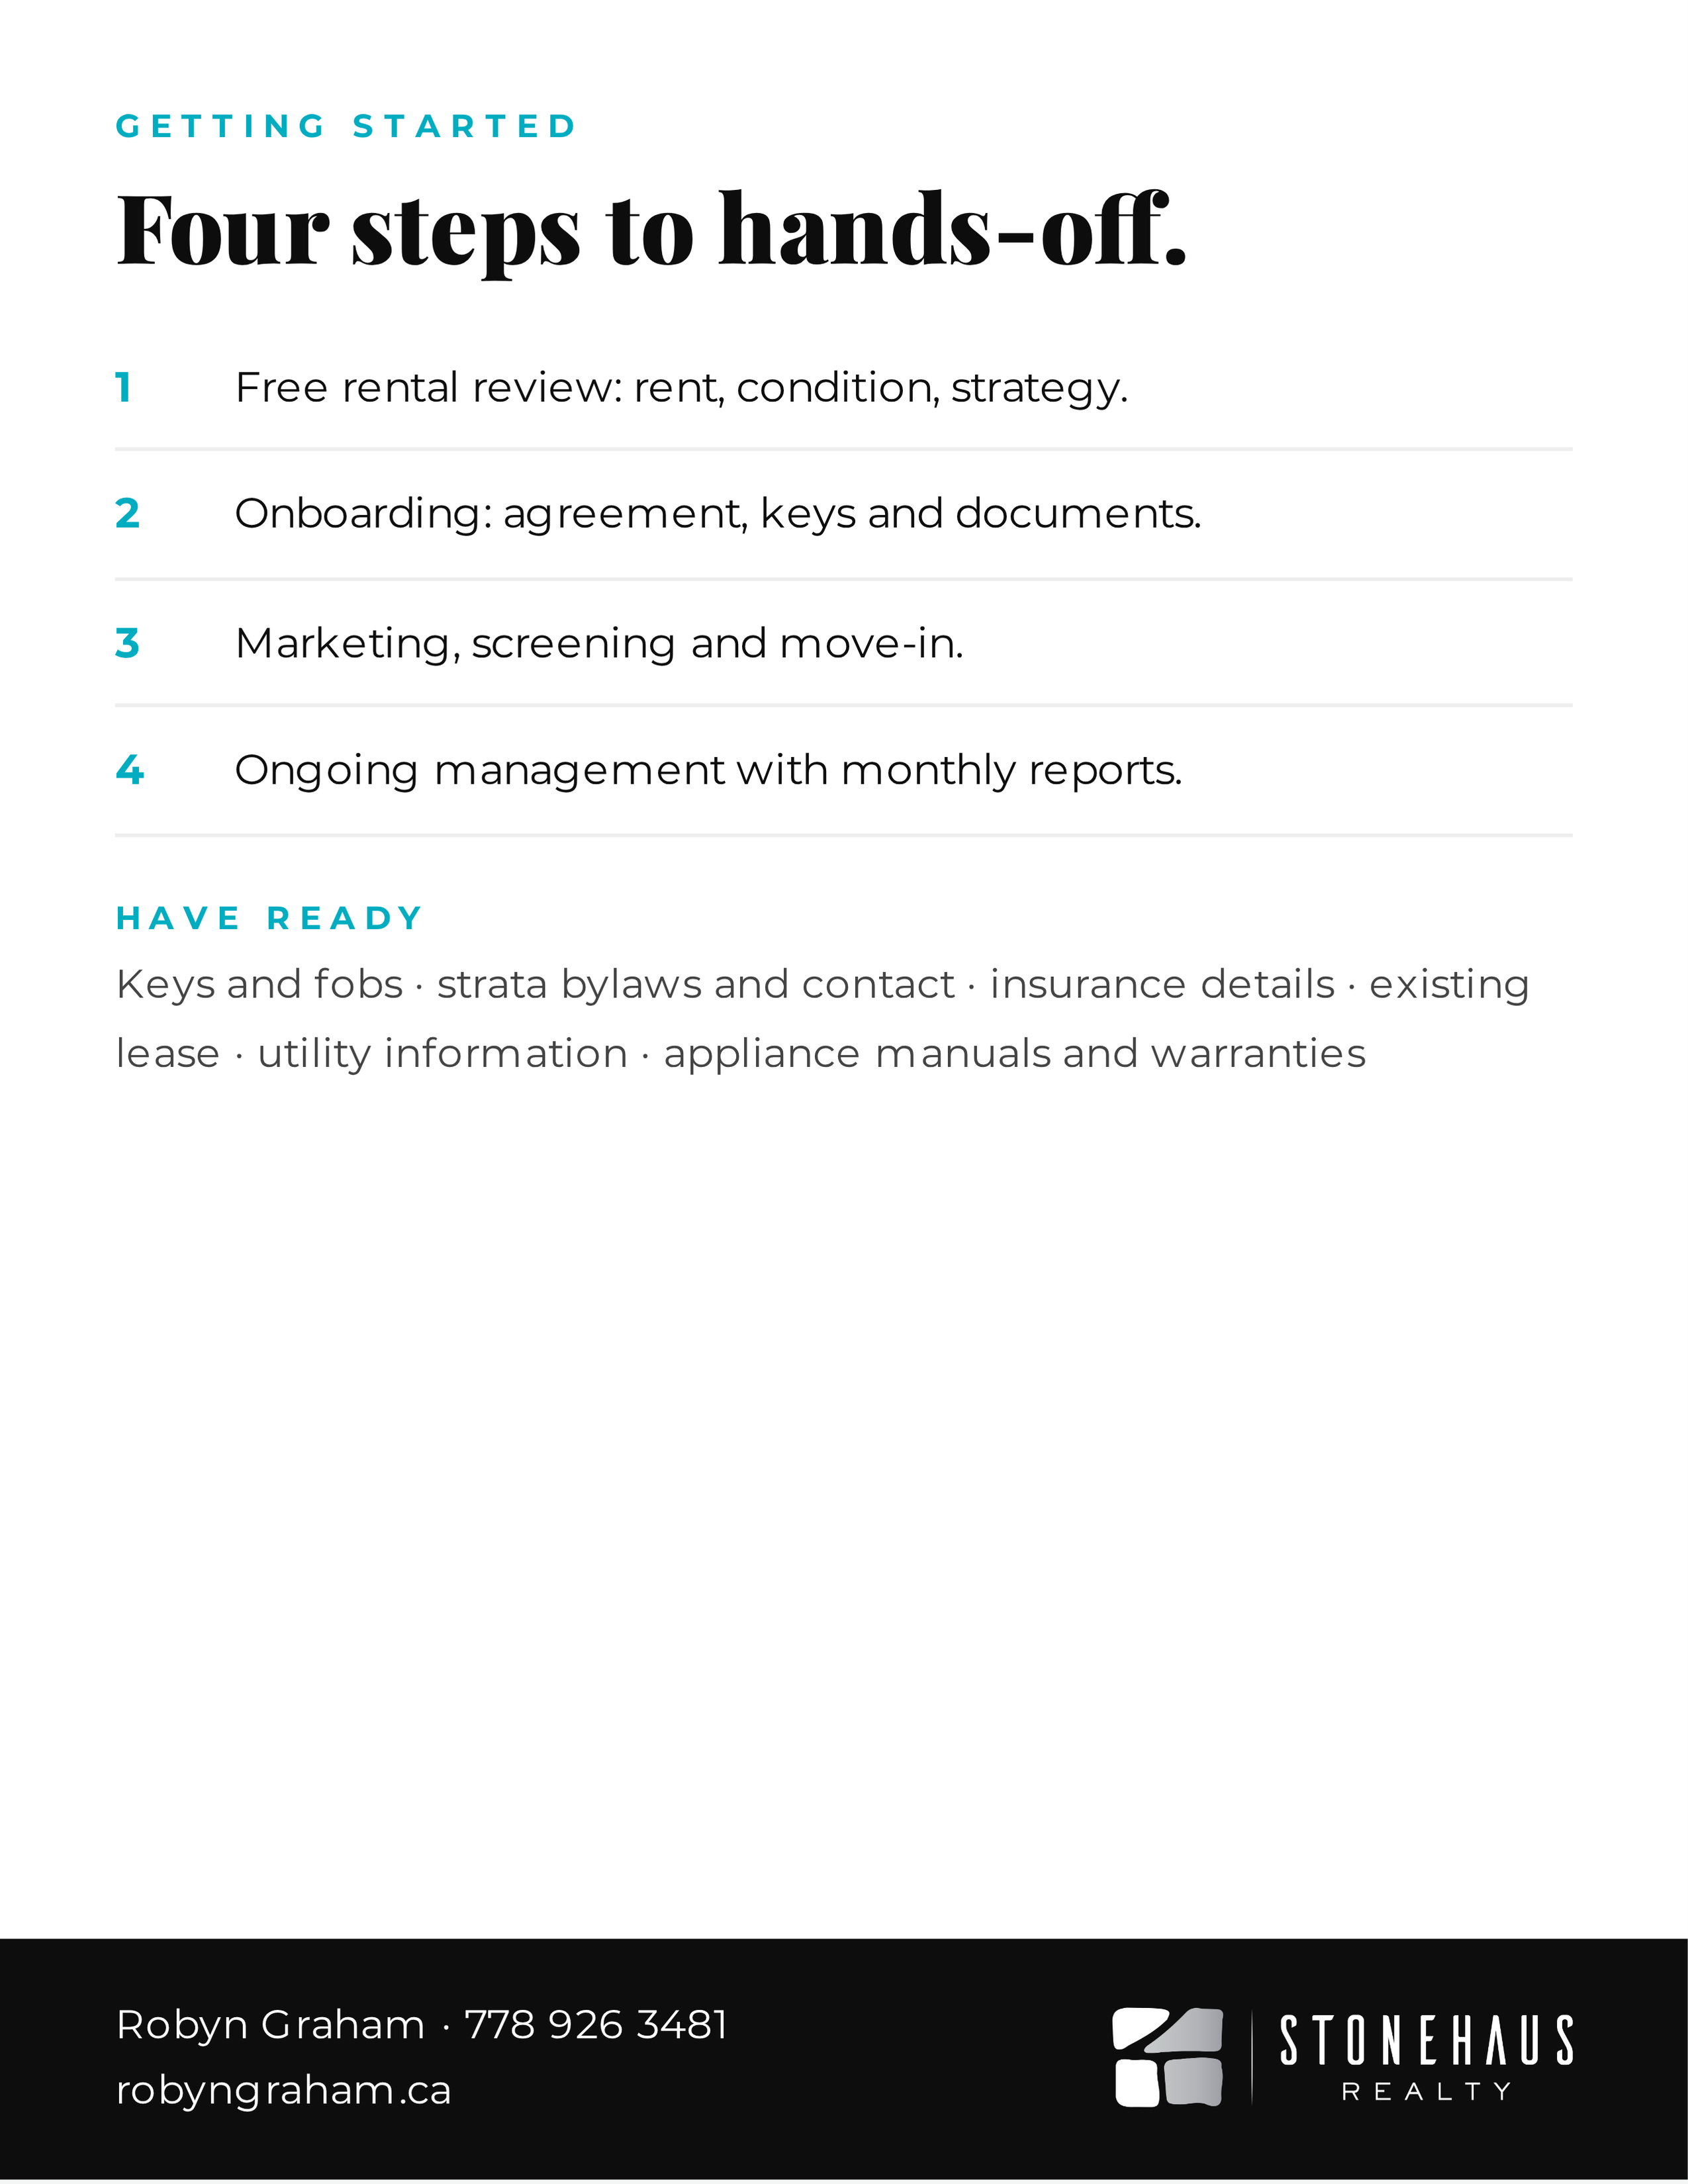 GETTING STARTED
Four steps to hands-off.
1 Free rental review: rent, condition, strategy.
2 Onboarding: agreement, keys and documents.
3 Marketing, screening and move-in.
4 Ongoing management with monthly reports.
HAVE READY
Keys and fobs · strata bylaws and contact · insurance details · existing
lease · utility information · appliance manuals and warranties
Robyn Graham · 778 926 3481
robyngraham.ca
STONEHAUS
REALTY